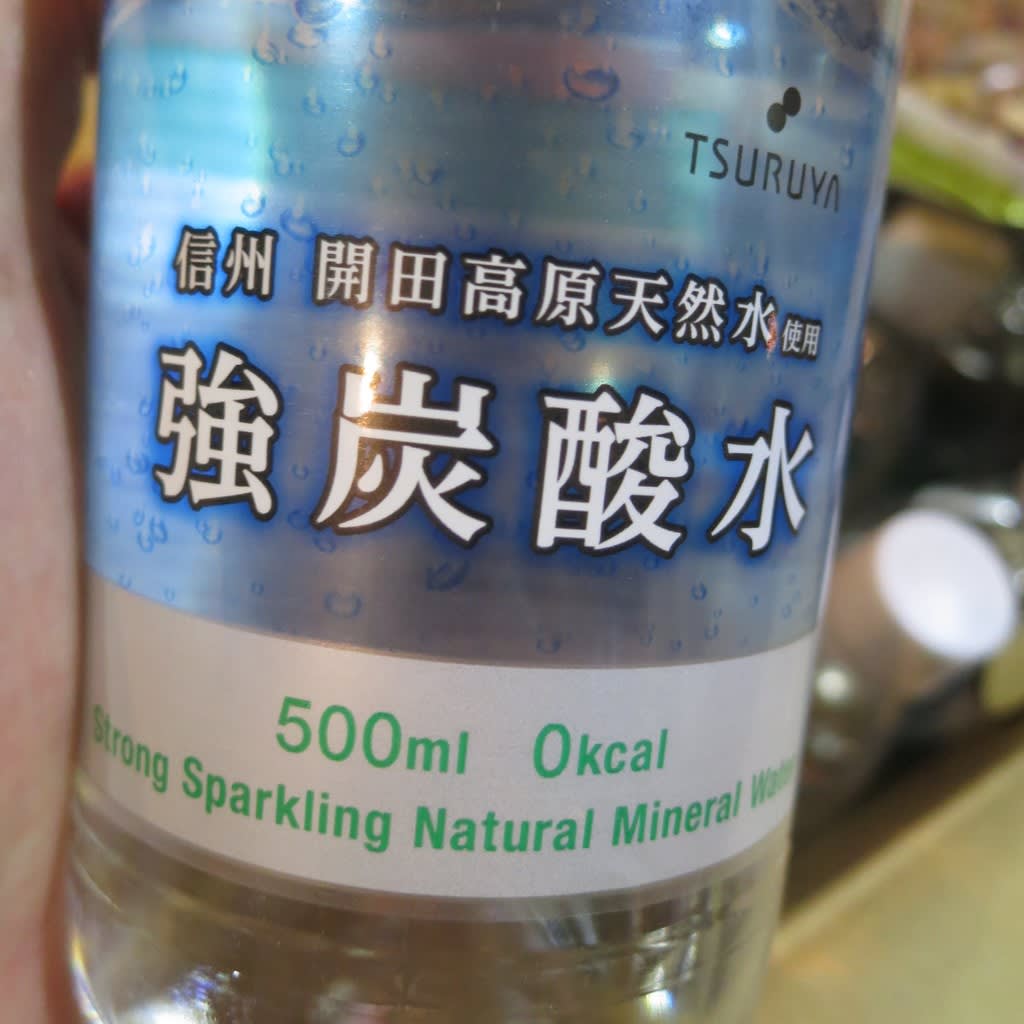 TSURUYA
信州 開田高原天然水使用
強炭酸水
500ml 0kcal
Strong Sparkling Natural Mineral Water